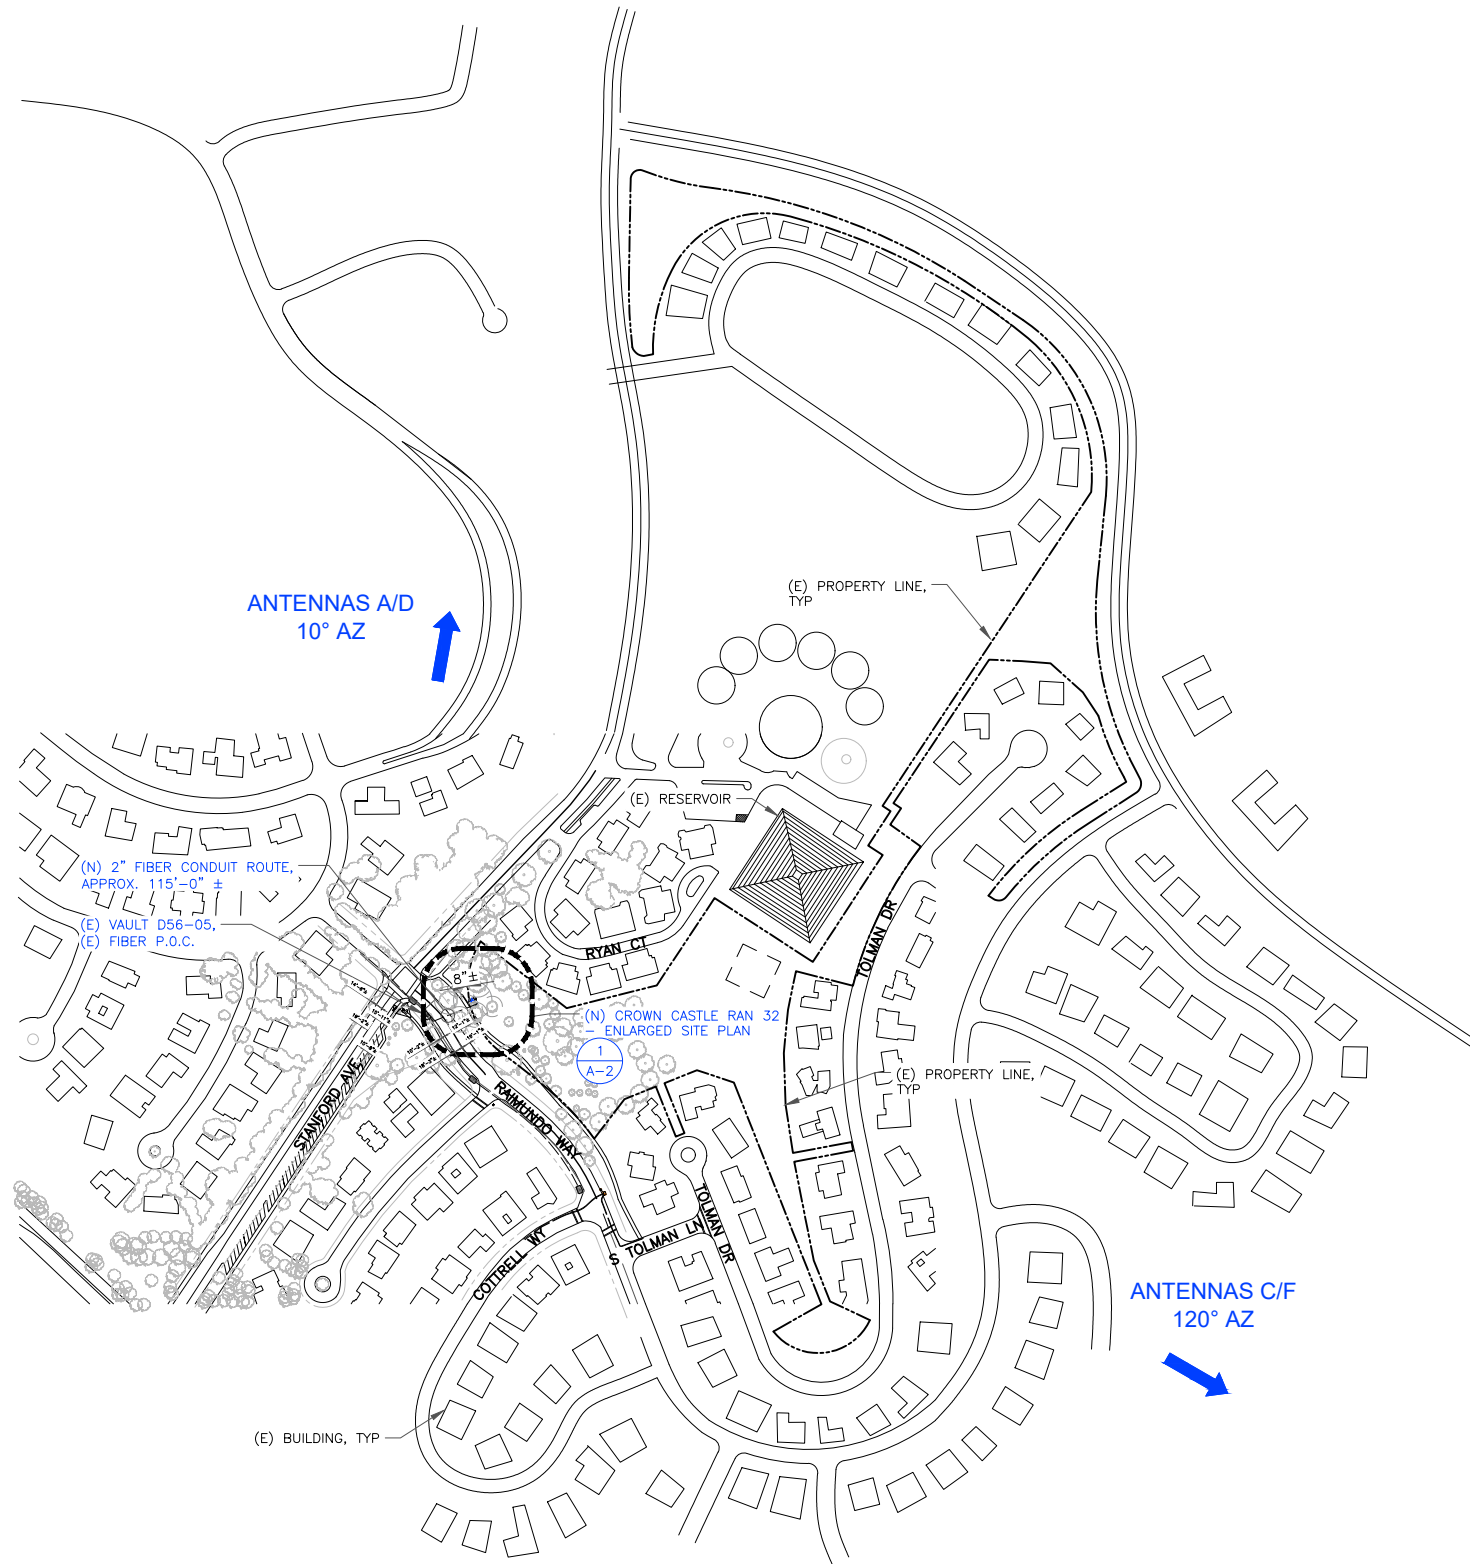 ANTENNAS A/D
10° AZ
(E) PROPERTY LINE,
TYP
(E) RESERVOIR
(N) 2" FIBER CONDUIT ROUTE,
APPROX. 115'-0" ±
(E) VAULT D56-05,
(E) FIBER P.O.C.
TOLMAN DR
RYAN CT
8"±
(N) CROWN CASTLE RAN 32
- ENLARGED SITE PLAN
1
A-2
(E) PROPERTY LINE,
TYP
STANFORD AVE
RAIMUNDO WAY
TOLMAN DR
S TOLMAN LN
COTTRELL WY
ANTENNAS C/F
120° AZ
(E) BUILDING, TYP